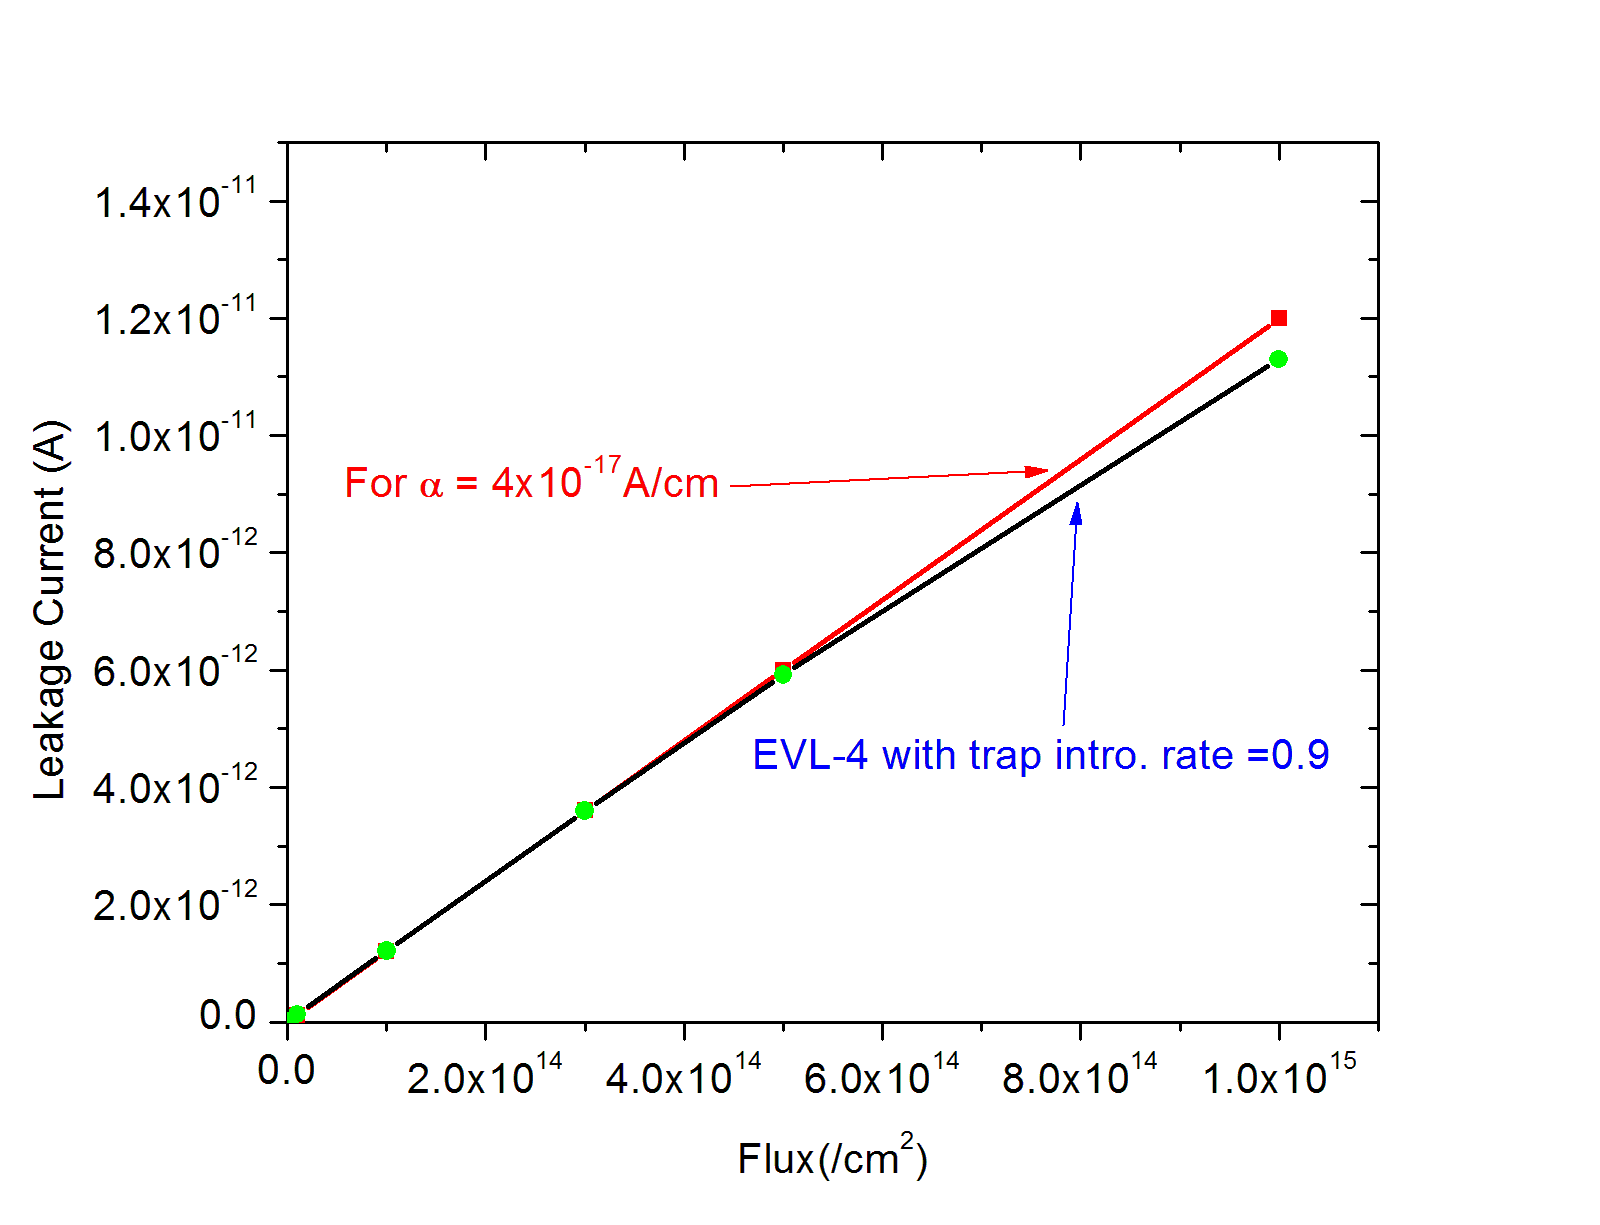 1.4x10⁻¹¹
1.2x10⁻¹¹
1.0x10⁻¹¹
8.0x10⁻¹²
6.0x10⁻¹²
4.0x10⁻¹²
2.0x10⁻¹²
0.0
Leakage Current (A)
For α = 4x10⁻¹⁷A/cm
EVL-4 with trap intro. rate =0.9
0.0 2.0x10¹⁴ 4.0x10¹⁴ 6.0x10¹⁴ 8.0x10¹⁴ 1.0x10¹⁵
Flux(/cm²)